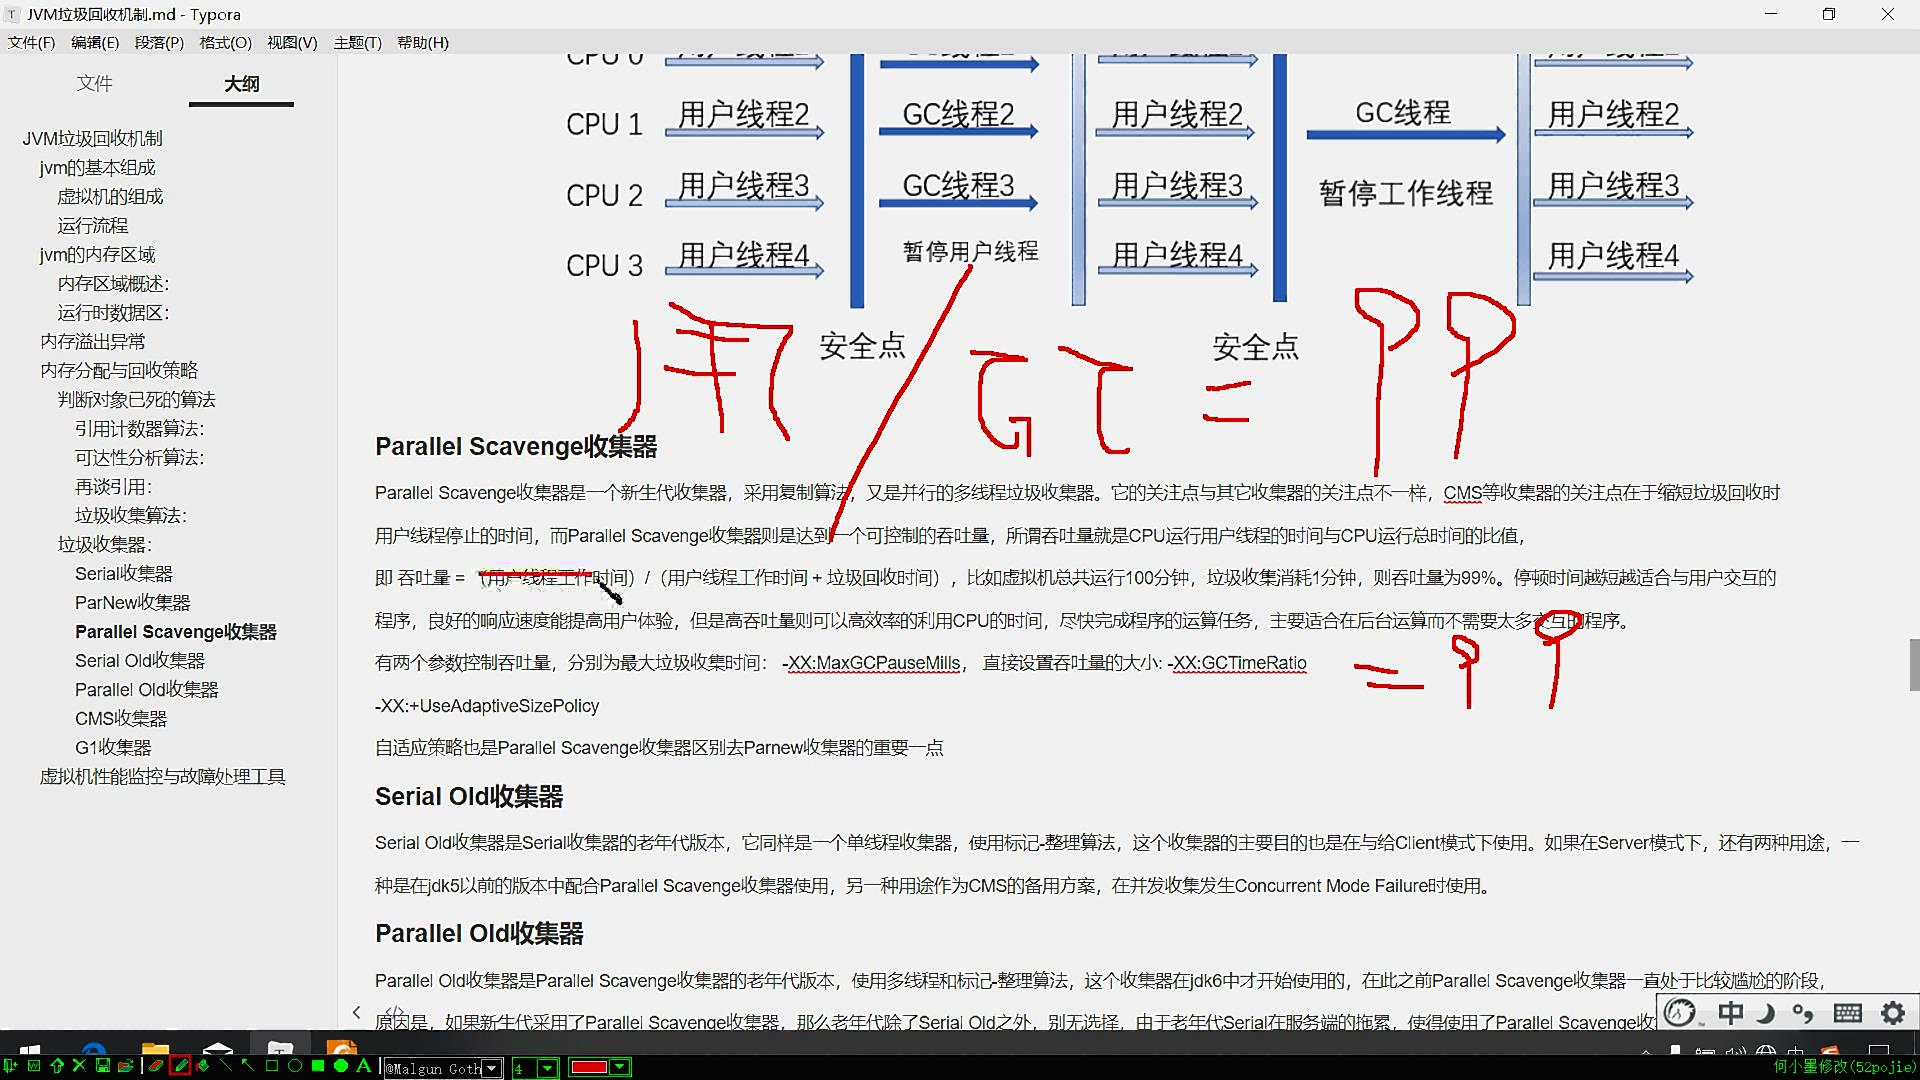 JVM垃圾回收机制.md - Typora
文件(F) 编辑(E) 段落(P) 格式(O) 视图(V) 主题(T) 帮助(H)
文件 大纲
JVM垃圾回收机制
jvm的基本组成
虚拟机的组成
运行流程
jvm的内存区域
内存区域概述：
运行时数据区：
内存溢出异常
内存分配与回收策略
判断对象已死的算法
引用计数器算法：
可达性分析算法：
再谈引用：
垃圾收集算法：
垃圾收集器：
Serial收集器
ParNew收集器
Parallel Scavenge收集器
Serial Old收集器
Parallel Old收集器
CMS收集器
G1收集器
虚拟机性能监控与故障处理工具
CPU 0
CPU 1 用户线程2 GC线程2 用户线程2 GC线程 用户线程2
CPU 2 用户线程3 GC线程3 用户线程3 暂停工作线程 用户线程3
CPU 3 用户线程4 暂停用户线程 用户线程4 用户线程4
安全点 安全点
GC = PP
Parallel Scavenge收集器
Parallel Scavenge收集器是一个新生代收集器，采用复制算法，又是并行的多线程垃圾收集器。它的关注点与其它收集器的关注点不一样，CMS等收集器的关注点在于缩短垃圾回收时
用户线程停止的时间，而Parallel Scavenge收集器则是达到一个可控制的吞吐量，所谓吞吐量就是CPU运行用户线程的时间与CPU运行总时间的比值，
即 吞吐量 = （用户线程工作时间）/（用户线程工作时间 + 垃圾回收时间），比如虚拟机总共运行100分钟，垃圾收集消耗1分钟，则吞吐量为99%。停顿时间越短越适合与用户交互的
程序，良好的响应速度能提高用户体验，但是高吞吐量则可以高效率的利用CPU的时间，尽快完成程序的运算任务，主要适合在后台运算而不需要太多交互的程序。
有两个参数控制吞吐量，分别为最大垃圾收集时间： -XX:MaxGCPauseMills， 直接设置吞吐量的大小: -XX:GCTimeRatio
-XX:+UseAdaptiveSizePolicy
自适应策略也是Parallel Scavenge收集器区别去Parnew收集器的重要一点
Serial Old收集器
Serial Old收集器是Serial收集器的老年代版本，它同样是一个单线程收集器，使用标记-整理算法，这个收集器的主要目的也是在与给Client模式下使用。如果在Server模式下，还有两种用途，一
种是在jdk5以前的版本中配合Parallel Scavenge收集器使用，另一种用途作为CMS的备用方案，在并发收集发生Concurrent Mode Failure时使用。
Parallel Old收集器
Parallel Old收集器是Parallel Scavenge收集器的老年代版本，使用多线程和标记-整理算法，这个收集器在jdk6中才开始使用的，在此之前Parallel Scavenge收集器一直处于比较尴尬的阶段，
原因是，如果新生代采用了Parallel Scavenge收集器，那么老年代除了Serial Old之外，别无选择，由于老年代Serial在服务端的拖累，使得使用了Parallel Scavenge收
中
@Malgun Goth 4
何小墨修改(52pojie)